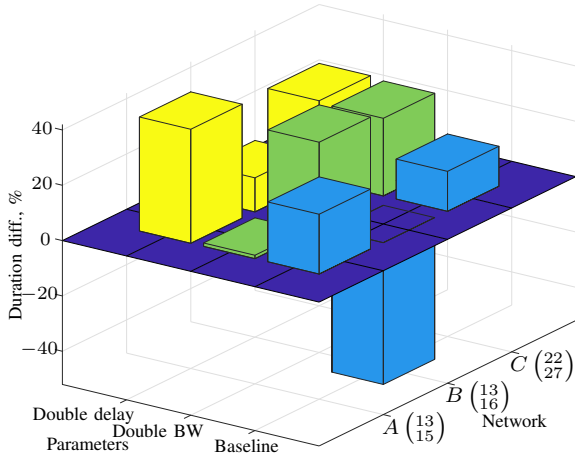 Duration diff., %
40
20
0
−20
−40
Double delay
Double BW
Baseline
Parameters
A (13 15)
B (13 16)
C (22 27)
Network